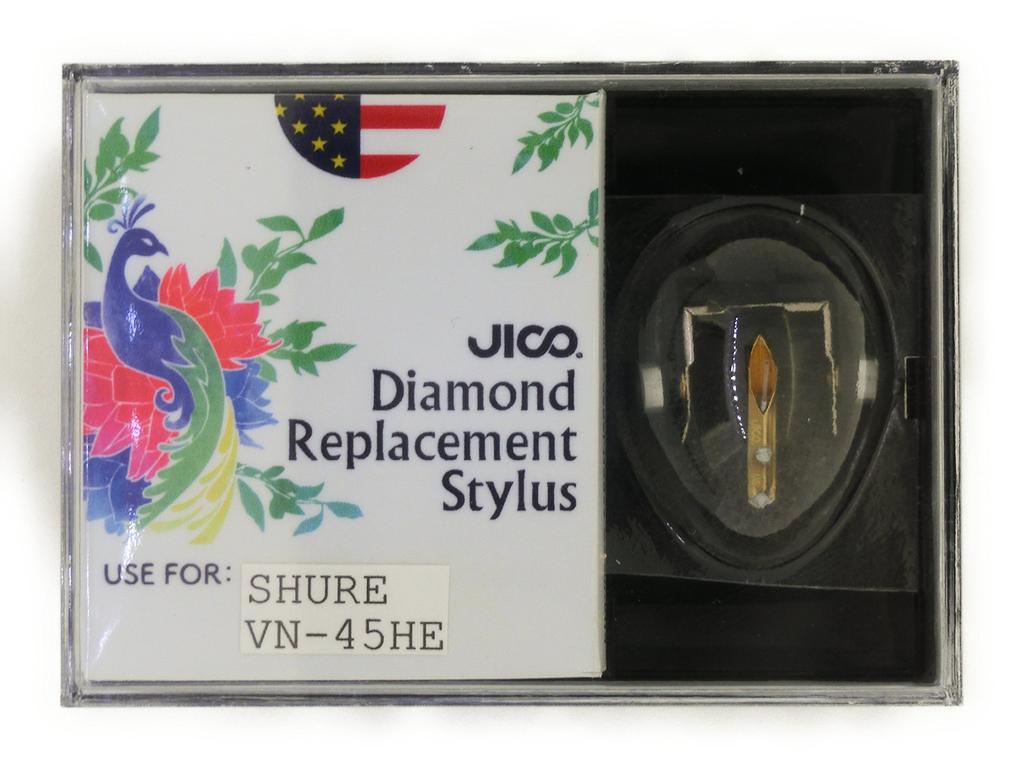 JICO
Diamond
Replacement
Stylus
USE FOR:
SHURE
VN-45HE